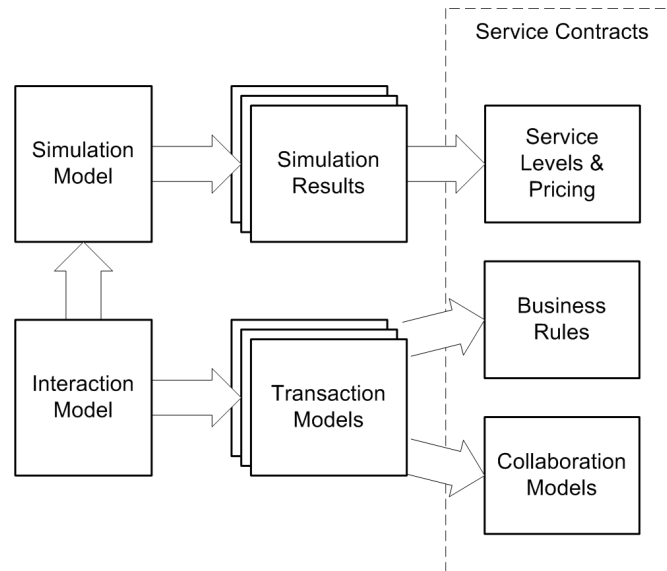 Service Contracts
Simulation
Model
Simulation
Results
Service
Levels &
Pricing
Interaction
Model
Transaction
Models
Business
Rules
Collaboration
Models